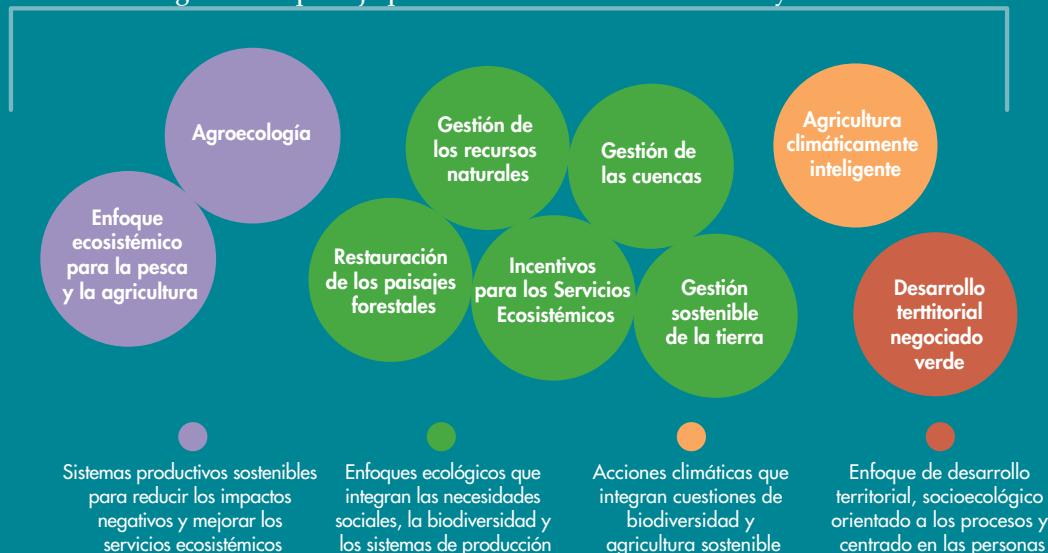 Agroecología
Enfoque
ecosistémico
para la pesca
y la agricultura
Gestión de
los recursos
naturales
Gestión de
las cuencas
Restauración
de los paisajes
forestales
Incentivos
para los Servicios
Ecosistémicos
Gestión
sostenible
de la tierra
Agricultura
climáticamente
inteligente
Desarrollo
terttitorial
negociado
verde
Sistemas productivos sostenibles
para reducir los impactos
negativos y mejorar los
servicios ecosistémicos
Enfoques ecológicos que
integran las necesidades
sociales, la biodiversidad y
los sistemas de producción
Acciones climáticas que
integran cuestiones de
biodiversidad y
agricultura sostenible
Enfoque de desarrollo
territorial, socioecológico
orientado a los procesos y
centrado en las personas